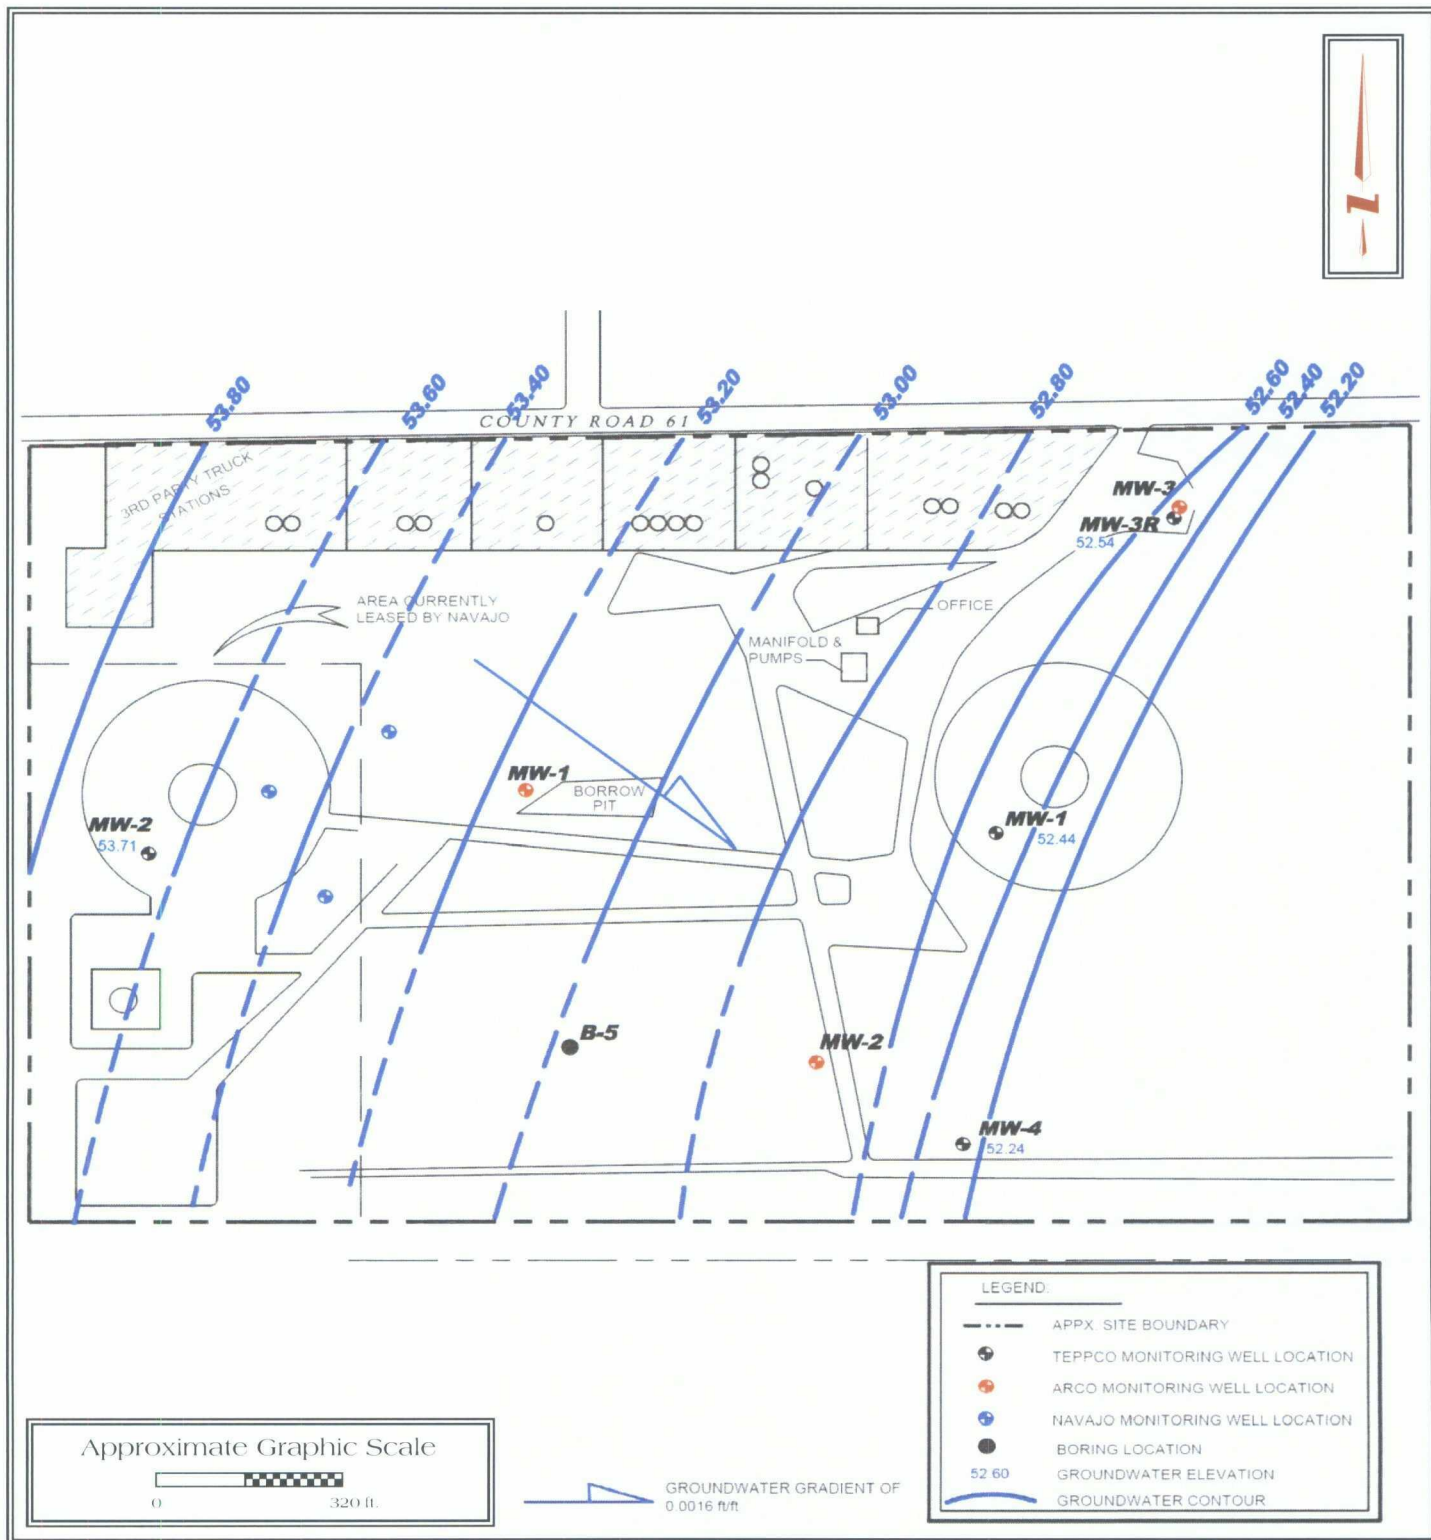 N
53.80
53.60
53.40
53.20
53.00
52.80
52.60
52.40
52.20
COUNTY ROAD 61
3RD PARTY TRUCK
STATIONS
MW-3
MW-3R
52.54
AREA CURRENTLY
LEASED BY NAVAJO
OFFICE
MANIFOLD &
PUMPS
MW-1
BORROW
PIT
MW-2
53.71
MW-1
52.44
B-5
MW-2
MW-4
52.24
LEGEND:
APPX. SITE BOUNDARY
TEPPCO MONITORING WELL LOCATION
ARCO MONITORING WELL LOCATION
NAVAJO MONITORING WELL LOCATION
BORING LOCATION
52.60 GROUNDWATER ELEVATION
GROUNDWATER CONTOUR
Approximate Graphic Scale
0 320 ft.
GROUNDWATER GRADIENT OF
0.0016 ft/ft